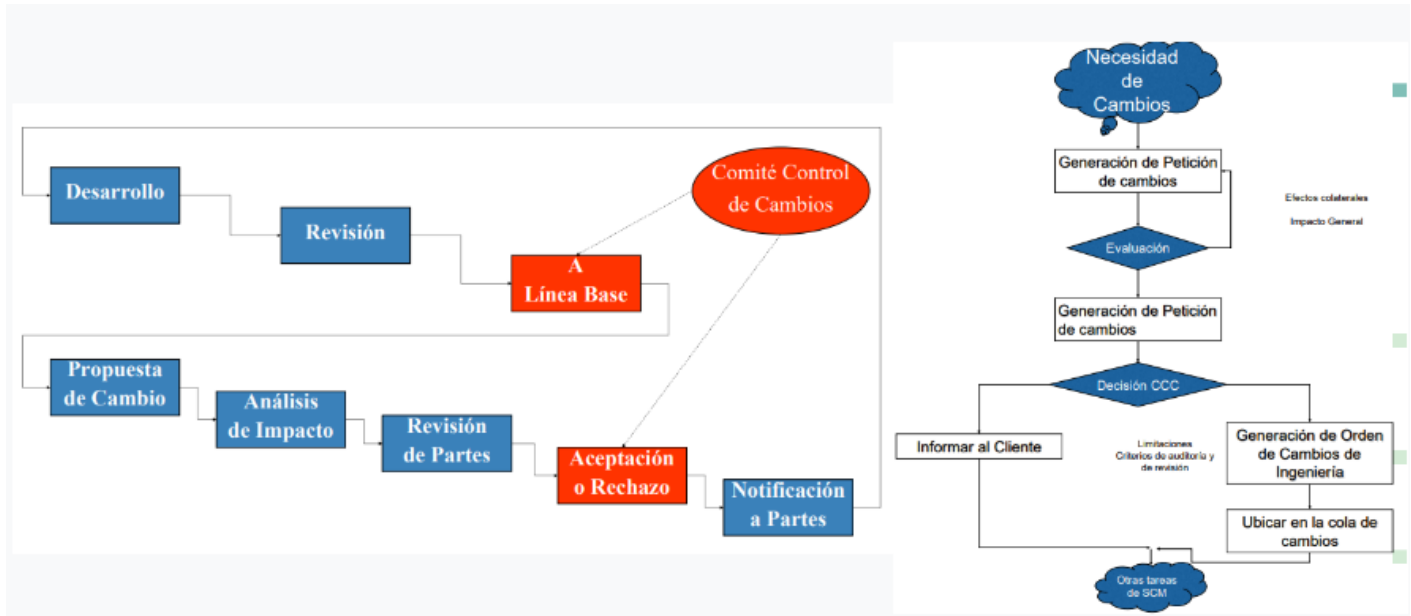 Desarrollo
Revisión
A
Línea Base
Comité Control
de Cambios
Propuesta
de Cambio
Análisis
de Impacto
Revisión
de Partes
Aceptación
o Rechazo
Notificación
a Partes
Necesidad
de
Cambios
Generación de Petición
de cambios
Efectos colaterales
Impacto General
Evaluación
Generación de Petición
de cambios
Decisión CCC
Informar al Cliente
Limitaciones
Criterios de auditoría y
de revisión
Generación de Orden
de Cambios de
Ingeniería
Ubicar en la cola de
cambios
Otras tareas
de SCM